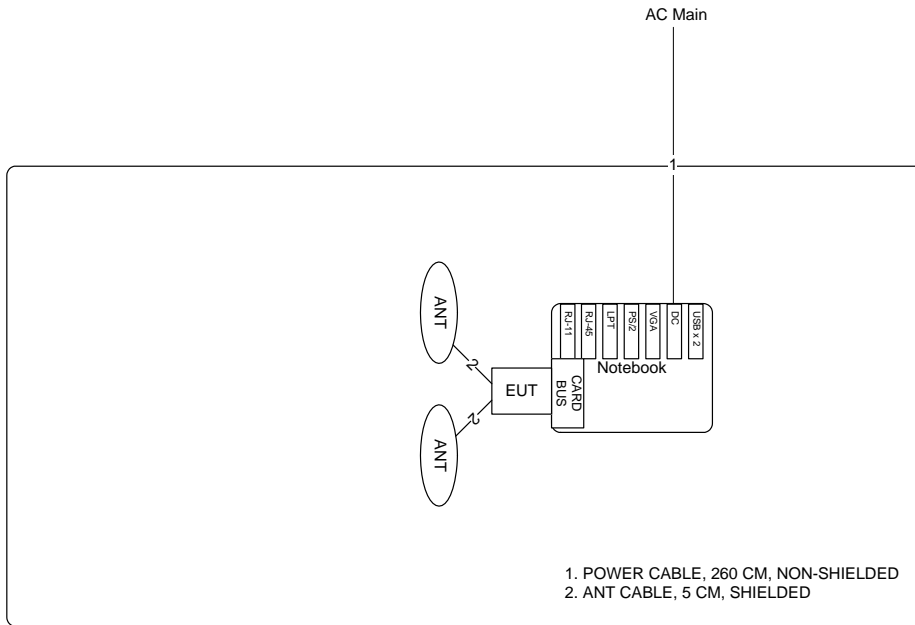 AC Main
1
ANT
2
RJ-11
RJ-45
LPT
PS/2
VGA
DC
USB x 2
Notebook
EUT
CARD
BUS
2
ANT
1. POWER CABLE, 260 CM, NON-SHIELDED
2. ANT CABLE, 5 CM, SHIELDED